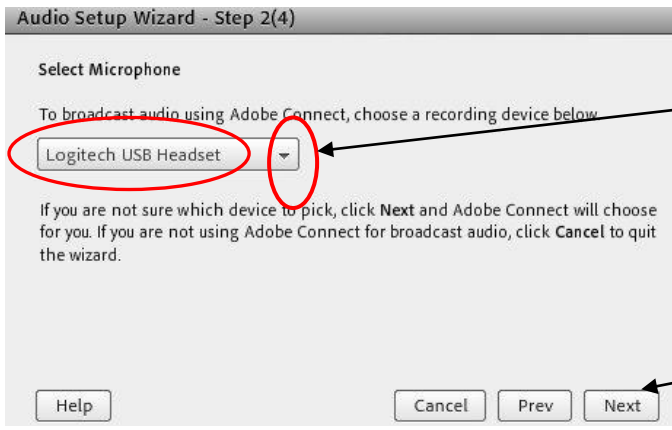 Audio Setup Wizard - Step 2(4)
Select Microphone
To broadcast audio using Adobe Connect, choose a recording device below
Logitech USB Headset
If you are not sure which device to pick, click Next and Adobe Connect will choose
for you. If you are not using Adobe Connect for broadcast audio, click Cancel to quit
the wizard.
Help
Cancel
Prev
Next